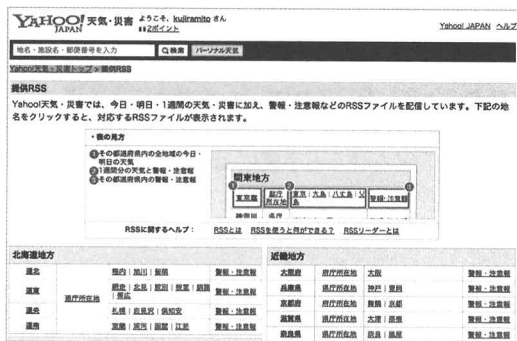 YAHOO! JAPAN 天気・災害 ようこそ、kujiramito さん
2ポイント
Yahoo! JAPAN ヘルプ
地名・施設名・郵便番号を入力 検索 パーソナル天気
Yahoo!天気・災害トップ > 提供RSS
提供RSS
Yahoo!天気・災害では、今日・明日・1週間の天気・災害に加え、警報・注意報などのRSSファイルを配信しています。下記の地
名をクリックすると、対応するRSSファイルが表示されます。
・表の見方
1 その都道府県内の全地域の今日・
明日の天気
2 1週間分の天気と警報・注意報
3 その都道府県内の警報・注意報
関東地方
1 2 3
東京都 都庁所在地 東京 | 大島 | 八丈島 | 父島 警報・注意報
神奈川 県庁
RSSに関するヘルプ： RSSとは RSSを使うと何ができる？ RSSリーダーとは
北海道地方
道北 稚内 | 旭川 | 留萌 警報・注意報
道東 網走 | 北見 | 紋別 | 根室 | 釧路 | 帯広 警報・注意報
道庁所在地
道央 札幌 | 岩見沢 | 倶知安 警報・注意報
道南 室蘭 | 浦河 | 函館 | 江差 警報・注意報
近畿地方
大阪府 府庁所在地 大阪 警報・注意報
兵庫県 県庁所在地 神戸 | 豊岡 警報・注意報
京都府 府庁所在地 舞鶴 | 京都 警報・注意報
滋賀県 県庁所在地 大津 | 彦根 警報・注意報
奈良県 県庁所在地 奈良 | 風屋 警報・注意報